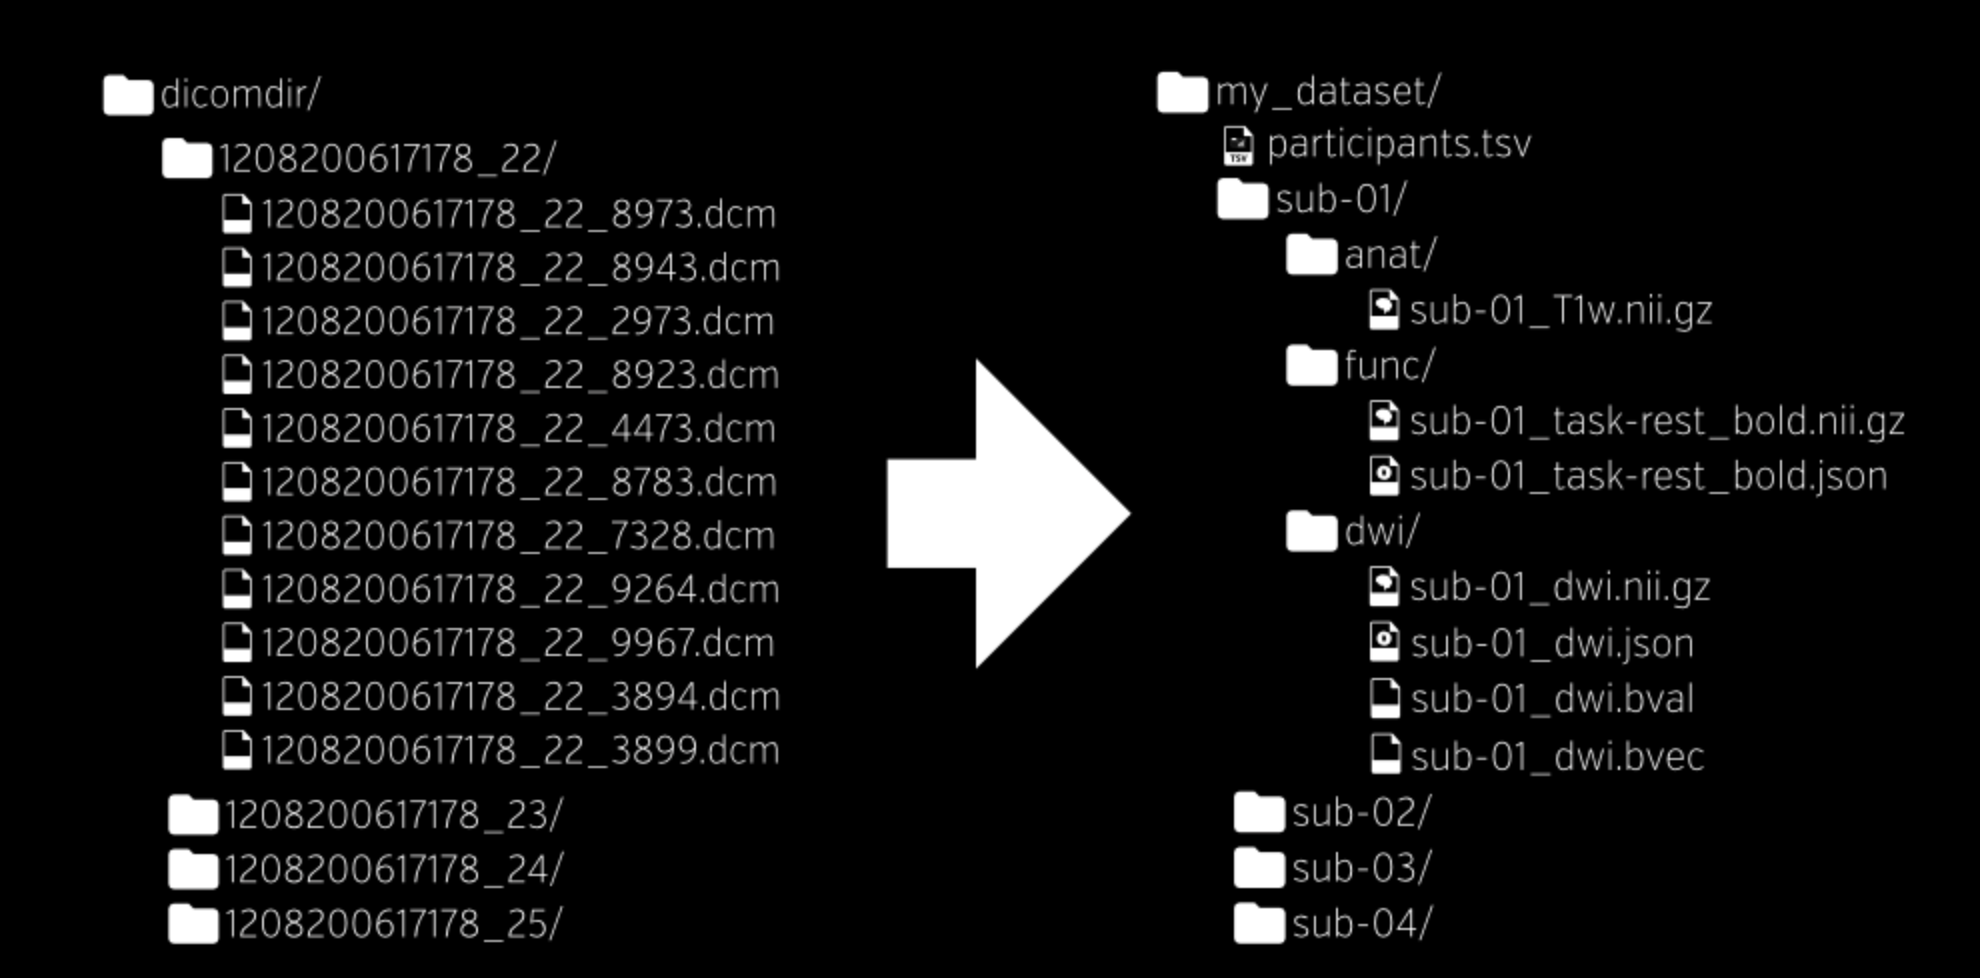 dicomdir/
1208200617178_22/
1208200617178_22_8973.dcm
1208200617178_22_8943.dcm
1208200617178_22_2973.dcm
1208200617178_22_8923.dcm
1208200617178_22_4473.dcm
1208200617178_22_8783.dcm
1208200617178_22_7328.dcm
1208200617178_22_9264.dcm
1208200617178_22_9967.dcm
1208200617178_22_3894.dcm
1208200617178_22_3899.dcm
1208200617178_23/
1208200617178_24/
1208200617178_25/
my_dataset/
TSV
participants.tsv
sub-01/
anat/
sub-01_T1w.nii.gz
func/
sub-01_task-rest_bold.nii.gz
sub-01_task-rest_bold.json
dwi/
sub-01_dwi.nii.gz
sub-01_dwi.json
sub-01_dwi.bval
sub-01_dwi.bvec
sub-02/
sub-03/
sub-04/